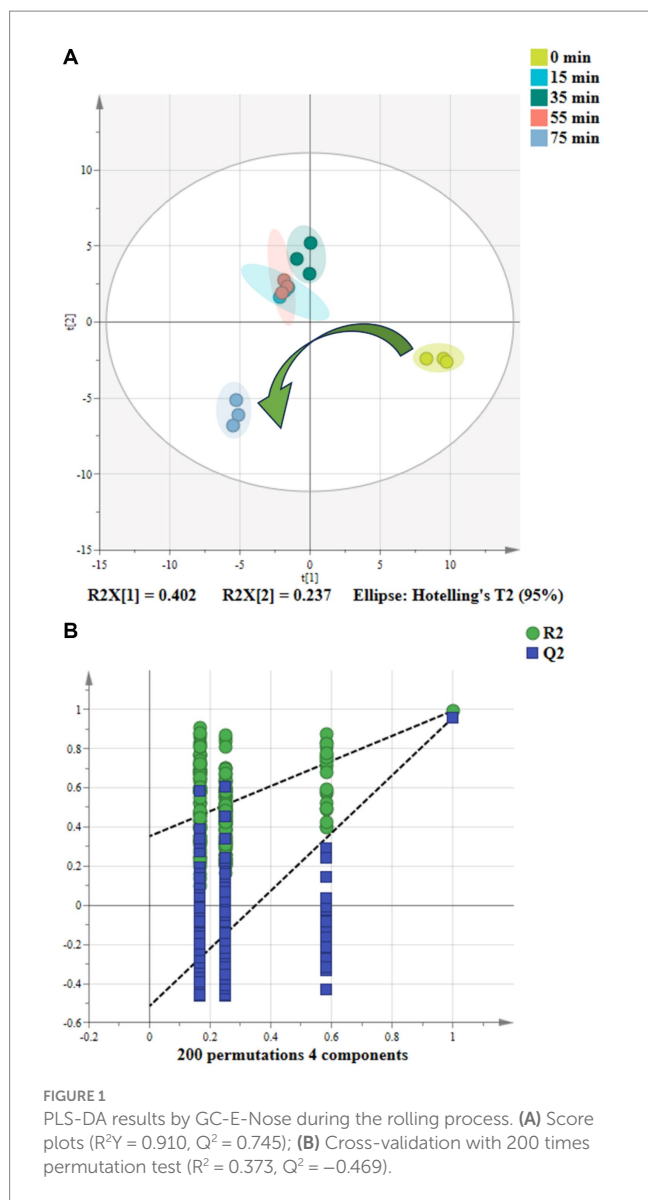 A
0 min
15 min
35 min
55 min
75 min
10
5
0
-5
-10
-15
t[2]
-15
-10
-5
0
5
10
t[1]
R2X[1] = 0.402 R2X[2] = 0.237 Ellipse: Hotelling's T2 (95%)
B
R2
Q2
1
0.8
0.6
0.4
0.2
0
-0.2
-0.4
-0.6
-0.2
0
0.2
0.4
0.6
0.8
1
200 permutations 4 components
FIGURE 1
PLS-DA results by GC-E-Nose during the rolling process. (A) Score
plots (R²Y = 0.910, Q² = 0.745); (B) Cross-validation with 200 times
permutation test (R² = 0.373, Q² = −0.469).